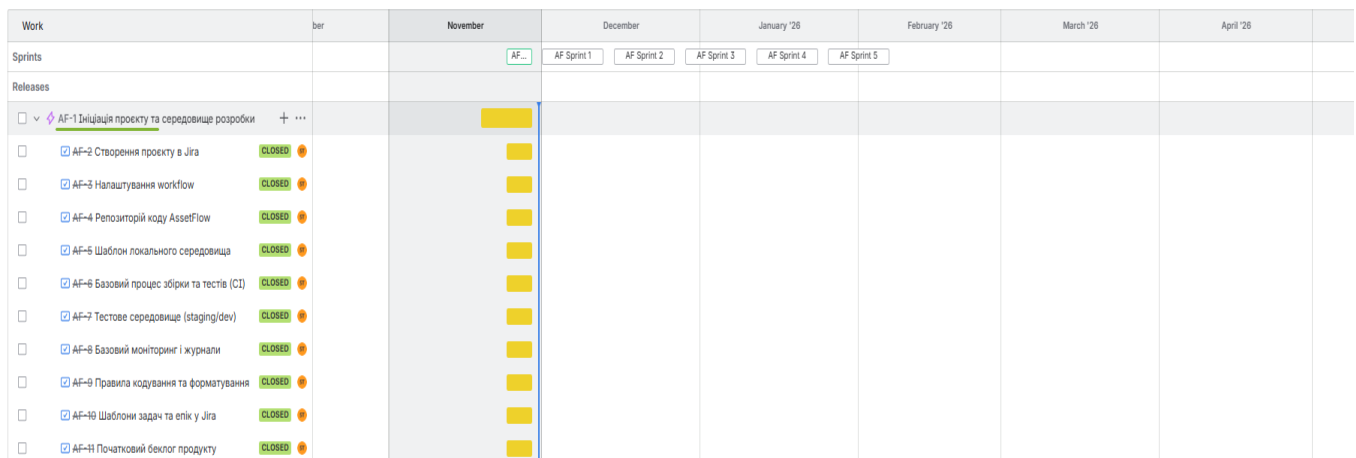 Work
ber
November
December
January '26
February '26
March '26
April '26
Sprints
AF...
AF Sprint 1
AF Sprint 2
AF Sprint 3
AF Sprint 4
AF Sprint 5
Releases
AF-1 Ініціація проєкту та середовище розробки
AF-2 Створення проєкту в Jira CLOSED
AF-3 Налаштування workflow CLOSED
AF-4 Репозиторій коду AssetFlow CLOSED
AF-5 Шаблон локального середовища CLOSED
AF-6 Базовий процес збірки та тестів (CI) CLOSED
AF-7 Тестове середовище (staging/dev) CLOSED
AF-8 Базовий моніторинг і журнали CLOSED
AF-9 Правила кодування та форматування CLOSED
AF-10 Шаблони задач та епік у Jira CLOSED
AF-11 Початковий беклог продукту CLOSED